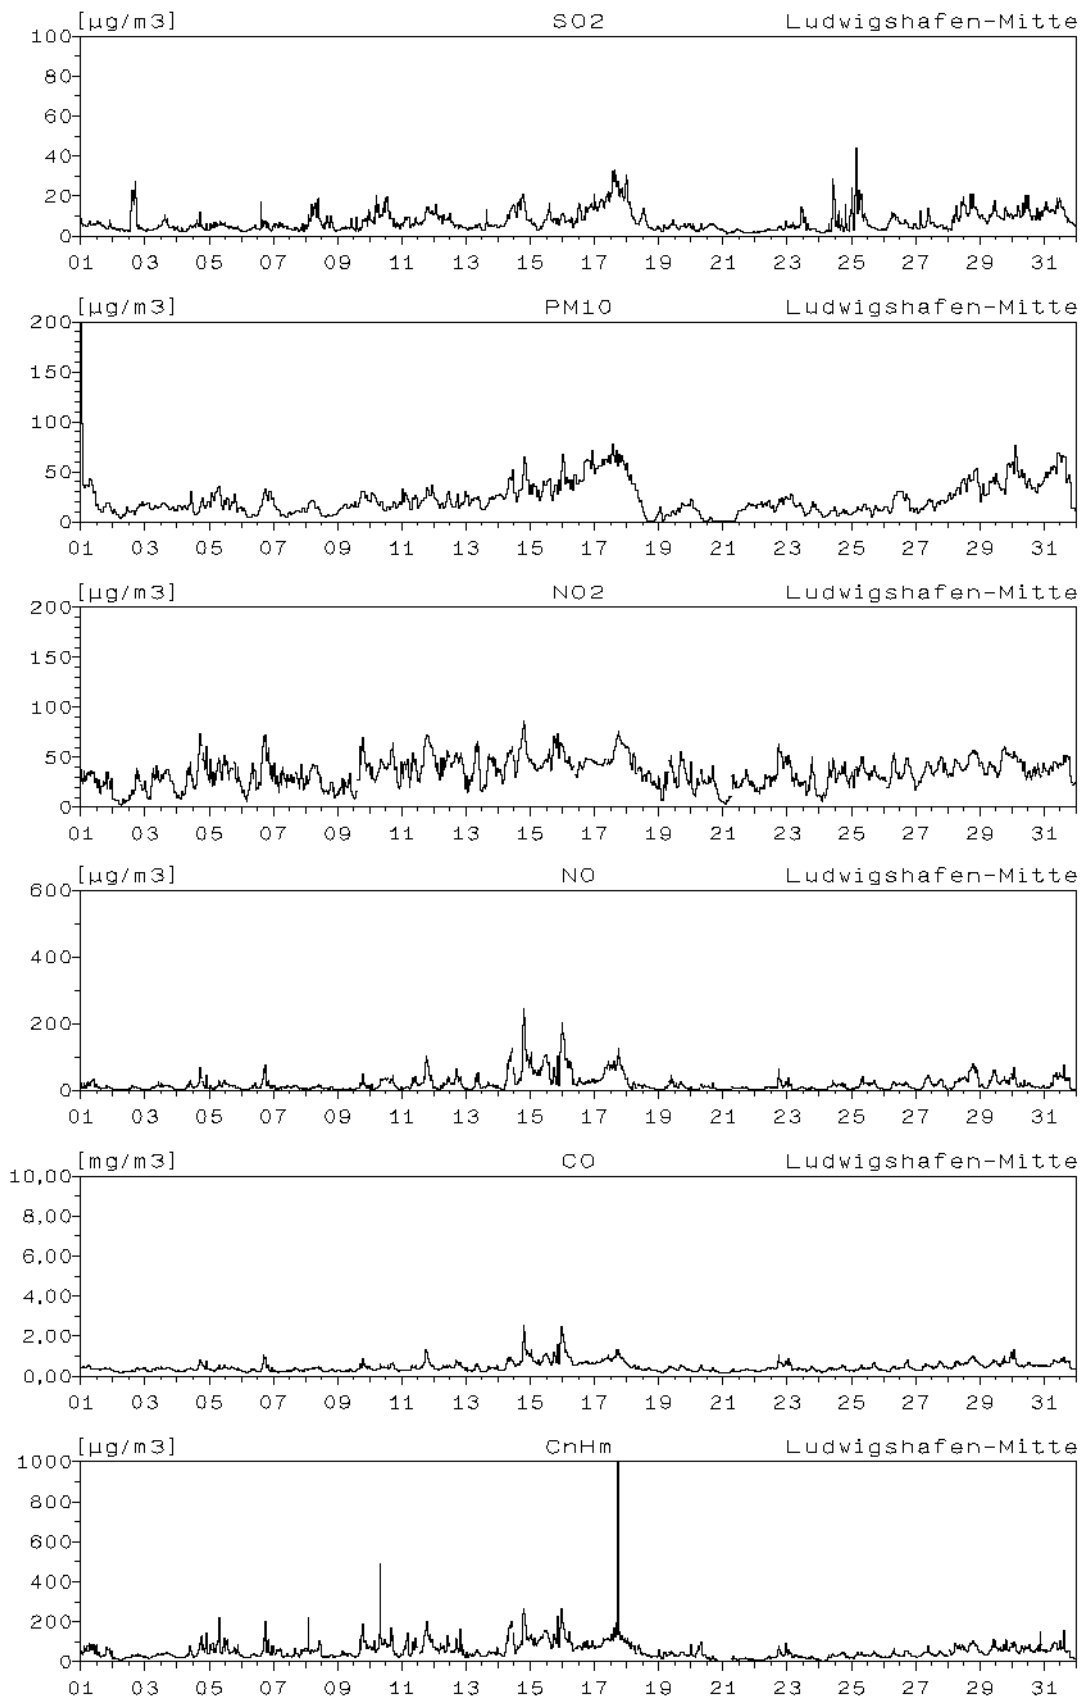 [µg/m3] SO2 Ludwigshafen-Mitte
100
80
60
40
20
0
01 03 05 07 09 11 13 15 17 19 21 23 25 27 29 31
[µg/m3] PM10 Ludwigshafen-Mitte
200
150
100
50
0
01 03 05 07 09 11 13 15 17 19 21 23 25 27 29 31
[µg/m3] NO2 Ludwigshafen-Mitte
200
150
100
50
0
01 03 05 07 09 11 13 15 17 19 21 23 25 27 29 31
[µg/m3] NO Ludwigshafen-Mitte
600
400
200
0
01 03 05 07 09 11 13 15 17 19 21 23 25 27 29 31
[mg/m3] CO Ludwigshafen-Mitte
10,00
8,00
6,00
4,00
2,00
0,00
01 03 05 07 09 11 13 15 17 19 21 23 25 27 29 31
[µg/m3] CnHm Ludwigshafen-Mitte
1000
800
600
400
200
0
01 03 05 07 09 11 13 15 17 19 21 23 25 27 29 31